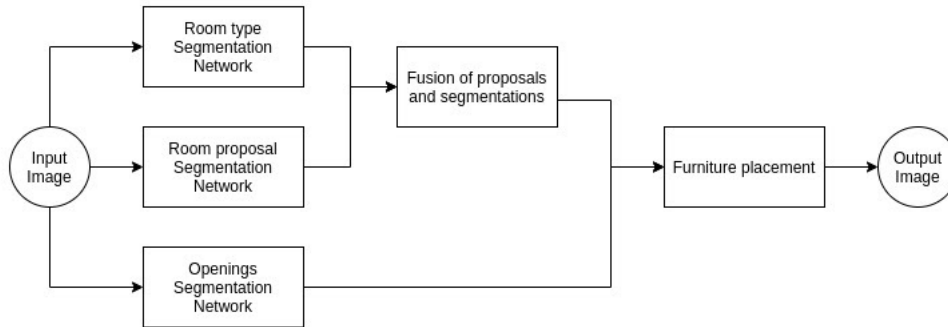 Room type
Segmentation
Network
Fusion of proposals
and segmentations
Input
Image
Room proposal
Segmentation
Network
Furniture placement
Output
Image
Openings
Segmentation
Network